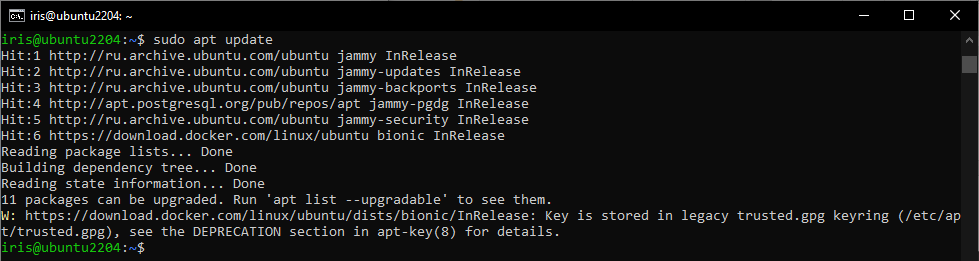 iris@ubuntu2204: ~
iris@ubuntu2204:~$ sudo apt update
Hit:1 http://ru.archive.ubuntu.com/ubuntu jammy InRelease
Hit:2 http://ru.archive.ubuntu.com/ubuntu jammy-updates InRelease
Hit:3 http://ru.archive.ubuntu.com/ubuntu jammy-backports InRelease
Hit:4 http://apt.postgresql.org/pub/repos/apt jammy-pgdg InRelease
Hit:5 http://ru.archive.ubuntu.com/ubuntu jammy-security InRelease
Hit:6 https://download.docker.com/linux/ubuntu bionic InRelease
Reading package lists... Done
Building dependency tree... Done
Reading state information... Done
11 packages can be upgraded. Run 'apt list --upgradable' to see them.
W: https://download.docker.com/linux/ubuntu/dists/bionic/InRelease: Key is stored in legacy trusted.gpg keyring (/etc/ap
t/trusted.gpg), see the DEPRECATION section in apt-key(8) for details.
iris@ubuntu2204:~$